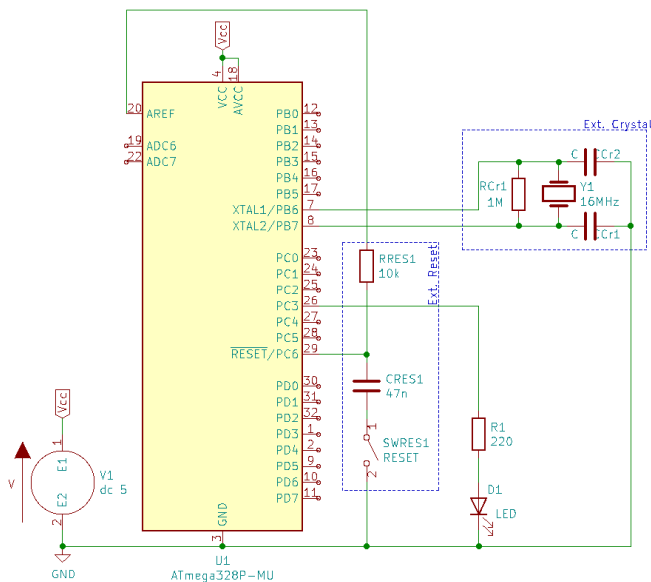 Vcc
4
18
VCC
AVCC
20
AREF
19
ADC6
22
ADC7
PB0
12
PB1
13
PB2
14
PB3
15
PB4
16
PB5
17
XTAL1/PB6
7
XTAL2/PB7
8
PC0
23
PC1
24
PC2
25
PC3
26
PC4
27
PC5
28
RESET/PC6
29
PD0
30
PD1
31
PD2
32
PD3
1
PD4
2
PD5
9
PD6
10
PD7
11
GND
3
U1
ATmega328P-MU
Ext. Crystal
C
CCr2
RCr1
1M
Y1
16MHz
C
CCr1
Ext. Reset
RRES1
10k
CRES1
47n
1
SWRES1
RESET
2
R1
220
D1
LED
Vcc
1
E1
V
V1
dc 5
E2
2
GND